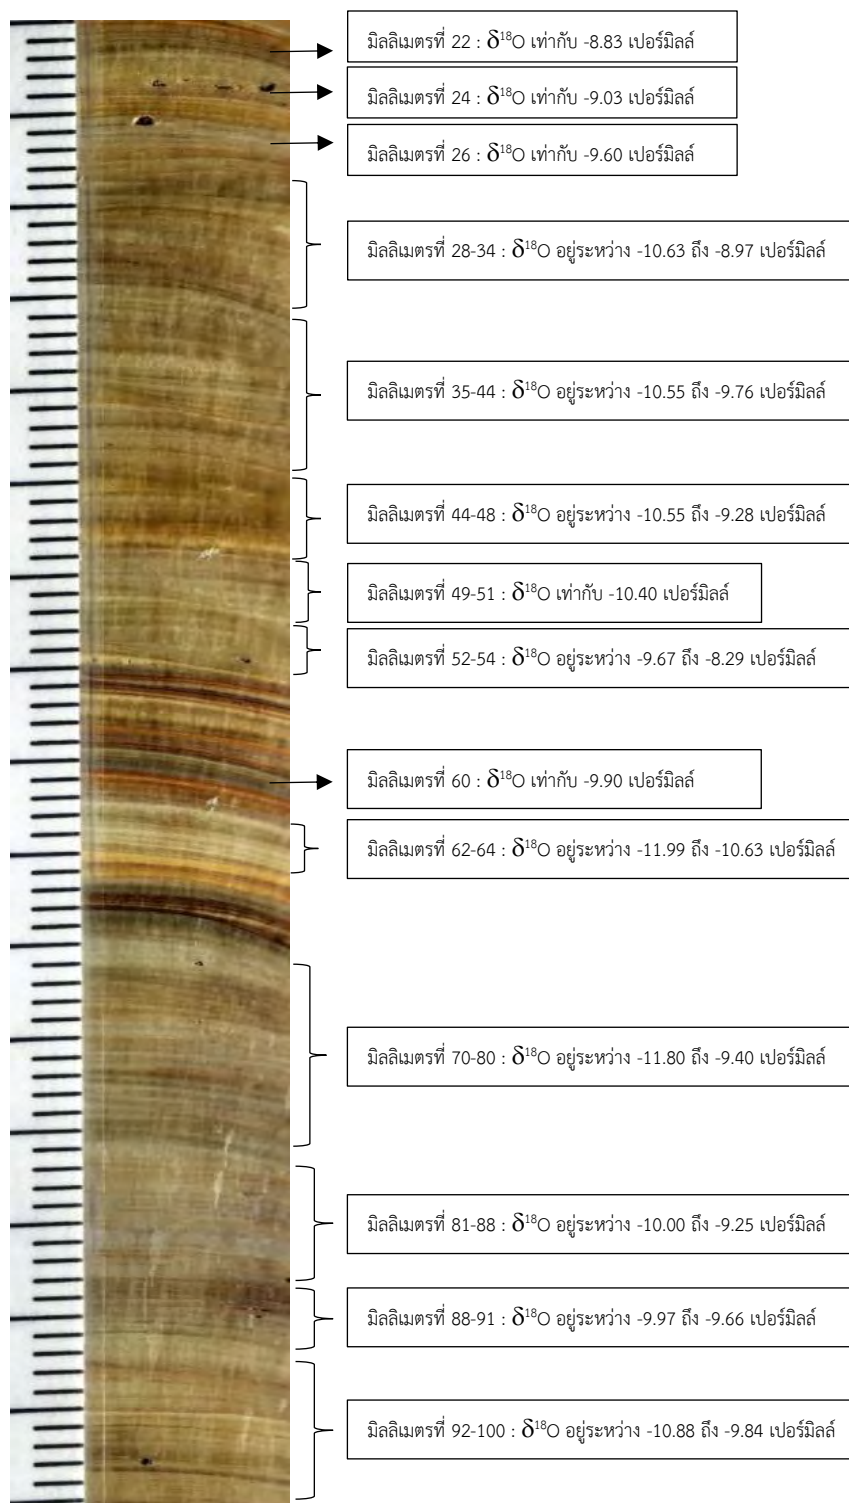 มิลลิเมตรที่ 22 : δ¹⁸O เท่ากับ -8.83 เปอร์มิลล์
มิลลิเมตรที่ 24 : δ¹⁸O เท่ากับ -9.03 เปอร์มิลล์
มิลลิเมตรที่ 26 : δ¹⁸O เท่ากับ -9.60 เปอร์มิลล์
มิลลิเมตรที่ 28-34 : δ¹⁸O อยู่ระหว่าง -10.63 ถึง -8.97 เปอร์มิลล์
มิลลิเมตรที่ 35-44 : δ¹⁸O อยู่ระหว่าง -10.55 ถึง -9.76 เปอร์มิลล์
มิลลิเมตรที่ 44-48 : δ¹⁸O อยู่ระหว่าง -10.55 ถึง -9.28 เปอร์มิลล์
มิลลิเมตรที่ 49-51 : δ¹⁸O เท่ากับ -10.40 เปอร์มิลล์
มิลลิเมตรที่ 52-54 : δ¹⁸O อยู่ระหว่าง -9.67 ถึง -8.29 เปอร์มิลล์
มิลลิเมตรที่ 60 : δ¹⁸O เท่ากับ -9.90 เปอร์มิลล์
มิลลิเมตรที่ 62-64 : δ¹⁸O อยู่ระหว่าง -11.99 ถึง -10.63 เปอร์มิลล์
มิลลิเมตรที่ 70-80 : δ¹⁸O อยู่ระหว่าง -11.80 ถึง -9.40 เปอร์มิลล์
มิลลิเมตรที่ 81-88 : δ¹⁸O อยู่ระหว่าง -10.00 ถึง -9.25 เปอร์มิลล์
มิลลิเมตรที่ 88-91 : δ¹⁸O อยู่ระหว่าง -9.97 ถึง -9.66 เปอร์มิลล์
มิลลิเมตรที่ 92-100 : δ¹⁸O อยู่ระหว่าง -10.88 ถึง -9.84 เปอร์มิลล์